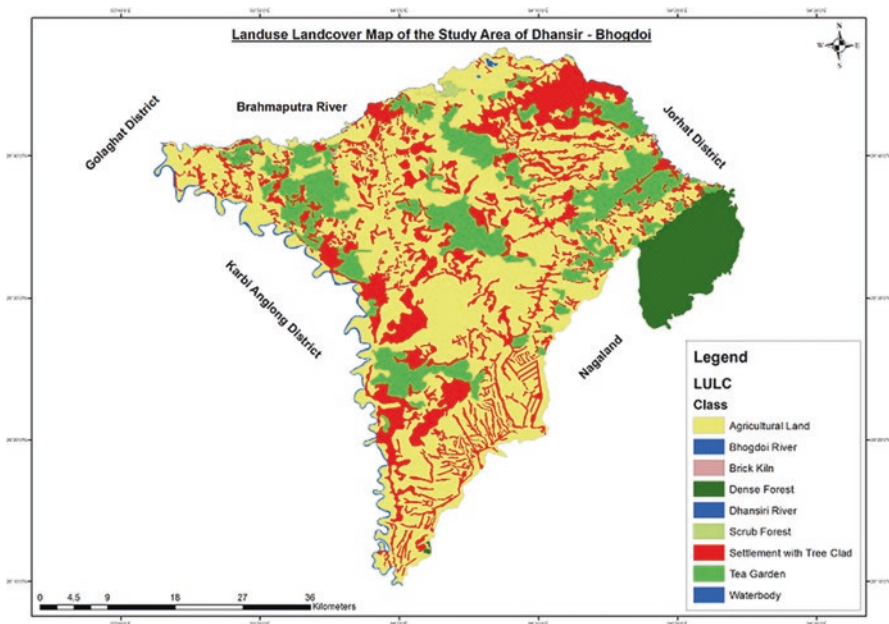 Landuse Landcover Map of the Study Area of Dhansir - Bhogdoi
N
W E
S
Brahmaputra River
Golaghat District
Jorhat District
Karbi Anglong District
Nagaland
Legend
LULC
Class
Agricultural Land
Bhogdoi River
Brick Kiln
Dense Forest
Dhansiri River
Scrub Forest
Settlement with Tree Clad
Tea Garden
Waterbody
0 4.5 9 18 27 36
Kilometers